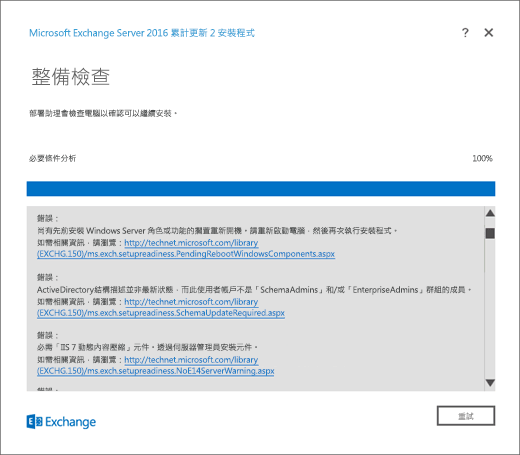 Microsoft Exchange Server 2016 累計更新 2 安裝程式
?
整備檢查
部署助理會檢查電腦以確認可以繼續安裝。
必要條件分析
100%
錯誤：
尚有先前安裝 Windows Server 角色或功能的擱置重新開機。請重新啟動電腦，然後再次執行安裝程式。
如需相關資訊，請瀏覽：http://technet.microsoft.com/library
(EXCHG.150)/ms.exch.setupreadiness.PendingRebootWindowsComponents.aspx
錯誤：
ActiveDirectory結構描述並非最新狀態，而此使用者帳戶不是「SchemaAdmins」和/或「EnterpriseAdmins」群組的成員。
如需相關資訊，請瀏覽：http://technet.microsoft.com/library
(EXCHG.150)/ms.exch.setupreadiness.SchemaUpdateRequired.aspx
錯誤：
必需「IIS 7 動態內容壓縮」元件。透過伺服器管理員安裝元件。
如需相關資訊，請瀏覽：http://technet.microsoft.com/library
(EXCHG.150)/ms.exch.setupreadiness.NoE14ServerWarning.aspx
錯誤：
Exchange
重試